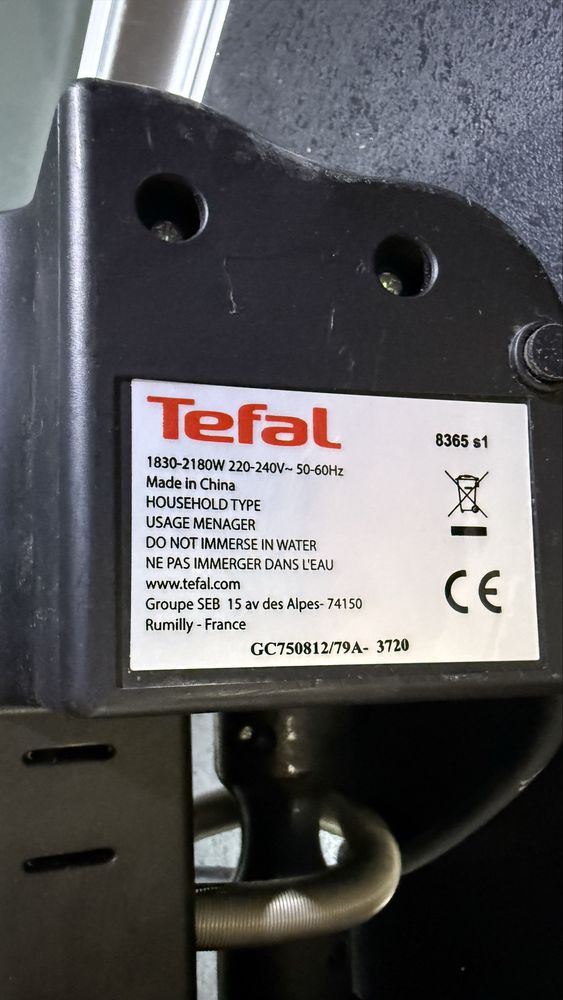 Tefal
8365 s1
1830-2180W 220-240V~ 50-60Hz
Made in China
HOUSEHOLD TYPE
USAGE MENAGER
DO NOT IMMERSE IN WATER
NE PAS IMMERGER DANS L'EAU
www.tefal.com
Groupe SEB 15 av des Alpes- 74150
Rumilly - France
CE
GC750812/79A- 3720